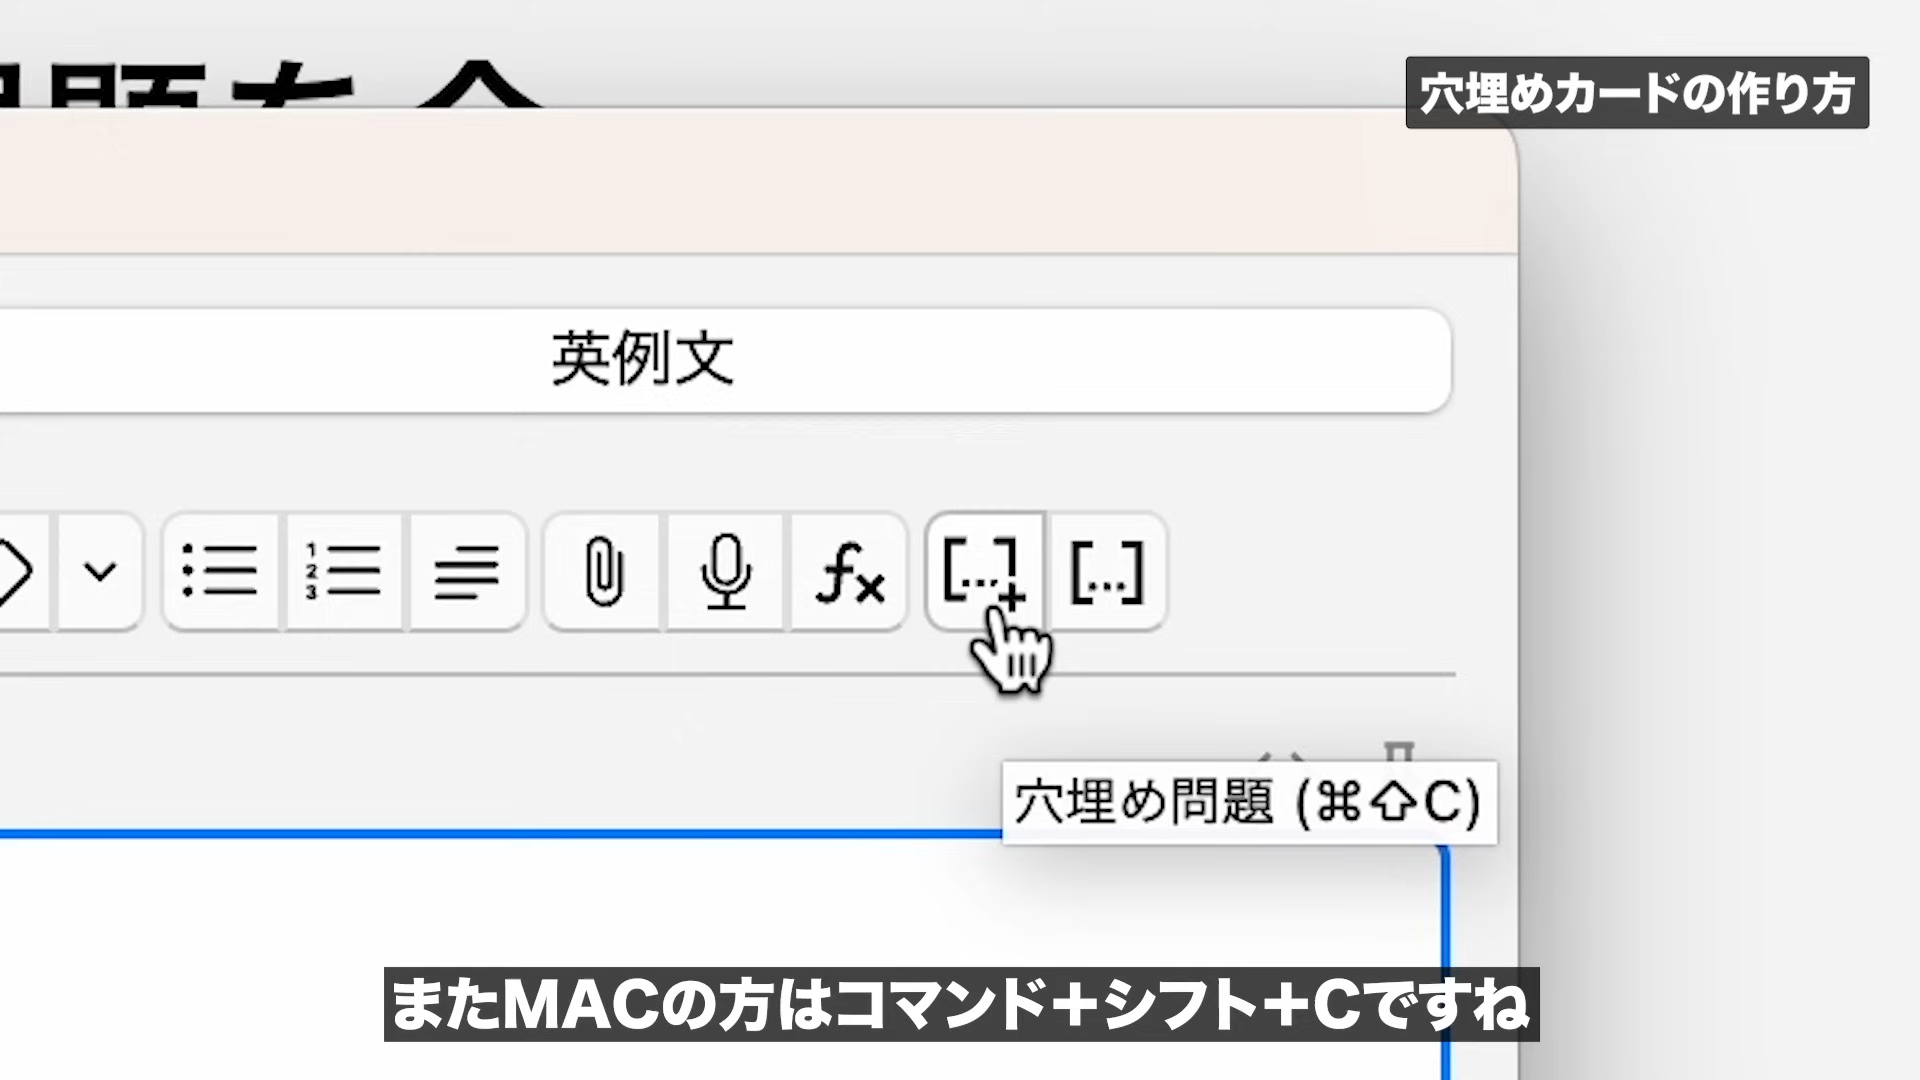 穴埋めカードの作り方
英例文
fx
[...]+
[...]
穴埋め問題 (⌘⇧C)
またMACの方はコマンド＋シフト＋Cですね